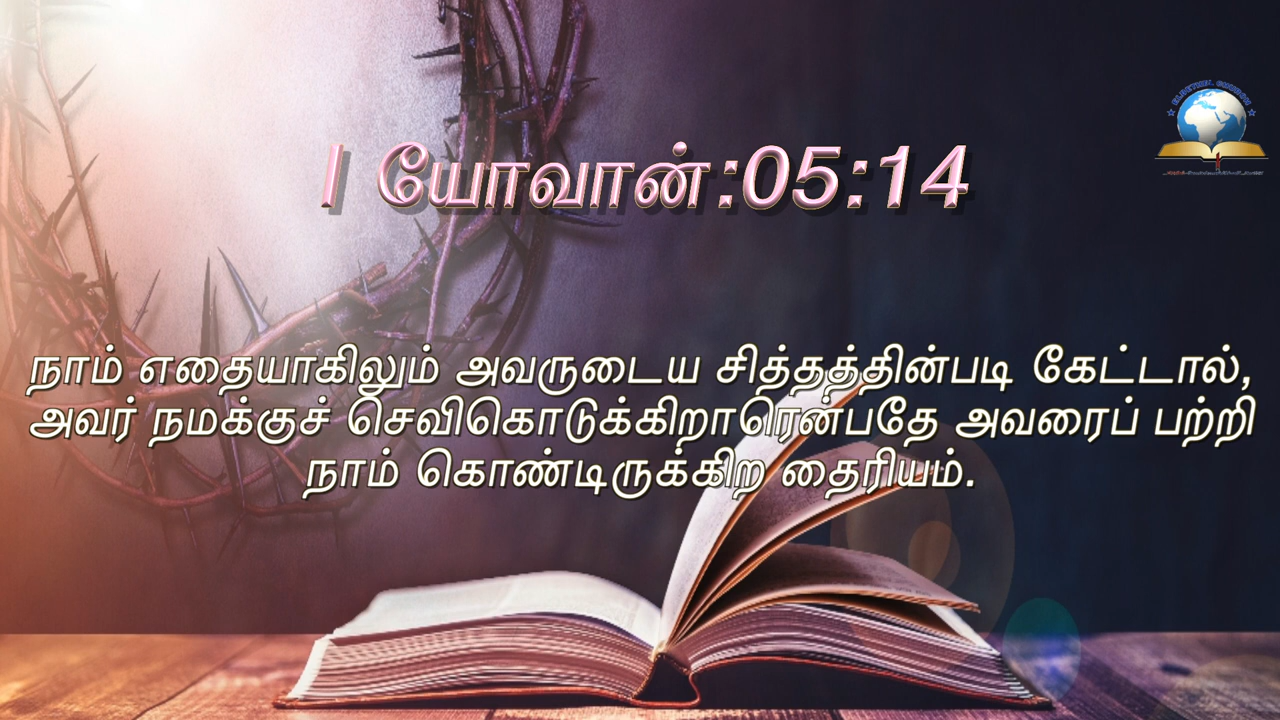 I யோவான்:05:14
நாம் எதையாகிலும் அவருடைய சித்தத்தின்படி கேட்டால்,
அவர் நமக்குச் செவிகொடுக்கிறாரென்பதே அவரைப் பற்றி
நாம் கொண்டிருக்கிற தைரியம்.